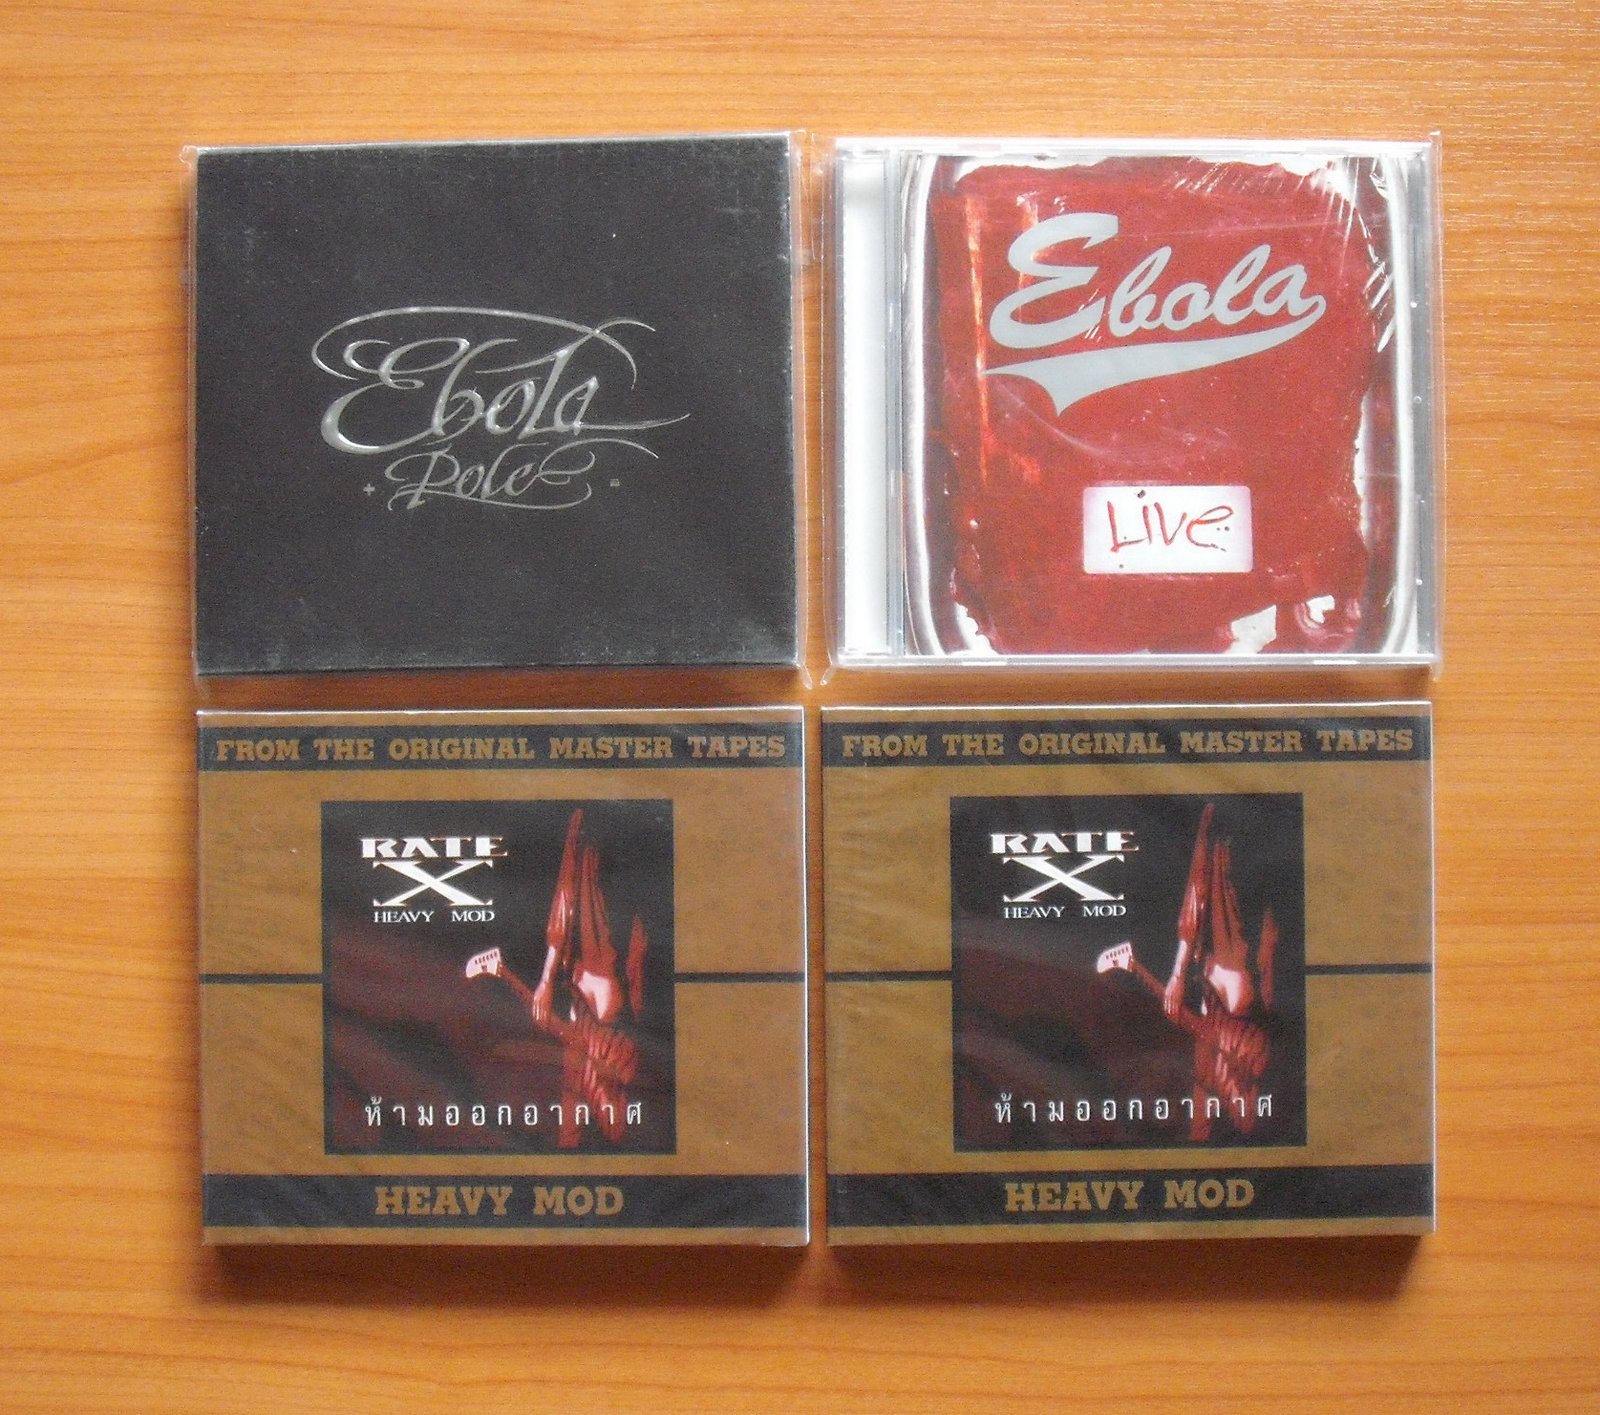 Ebola
Pole
Ebola
Live
FROM THE ORIGINAL MASTER TAPES
RATE
X
HEAVY MOD
ห้ามออกอากาศ
HEAVY MOD
FROM THE ORIGINAL MASTER TAPES
RATE
X
HEAVY MOD
ห้ามออกอากาศ
HEAVY MOD